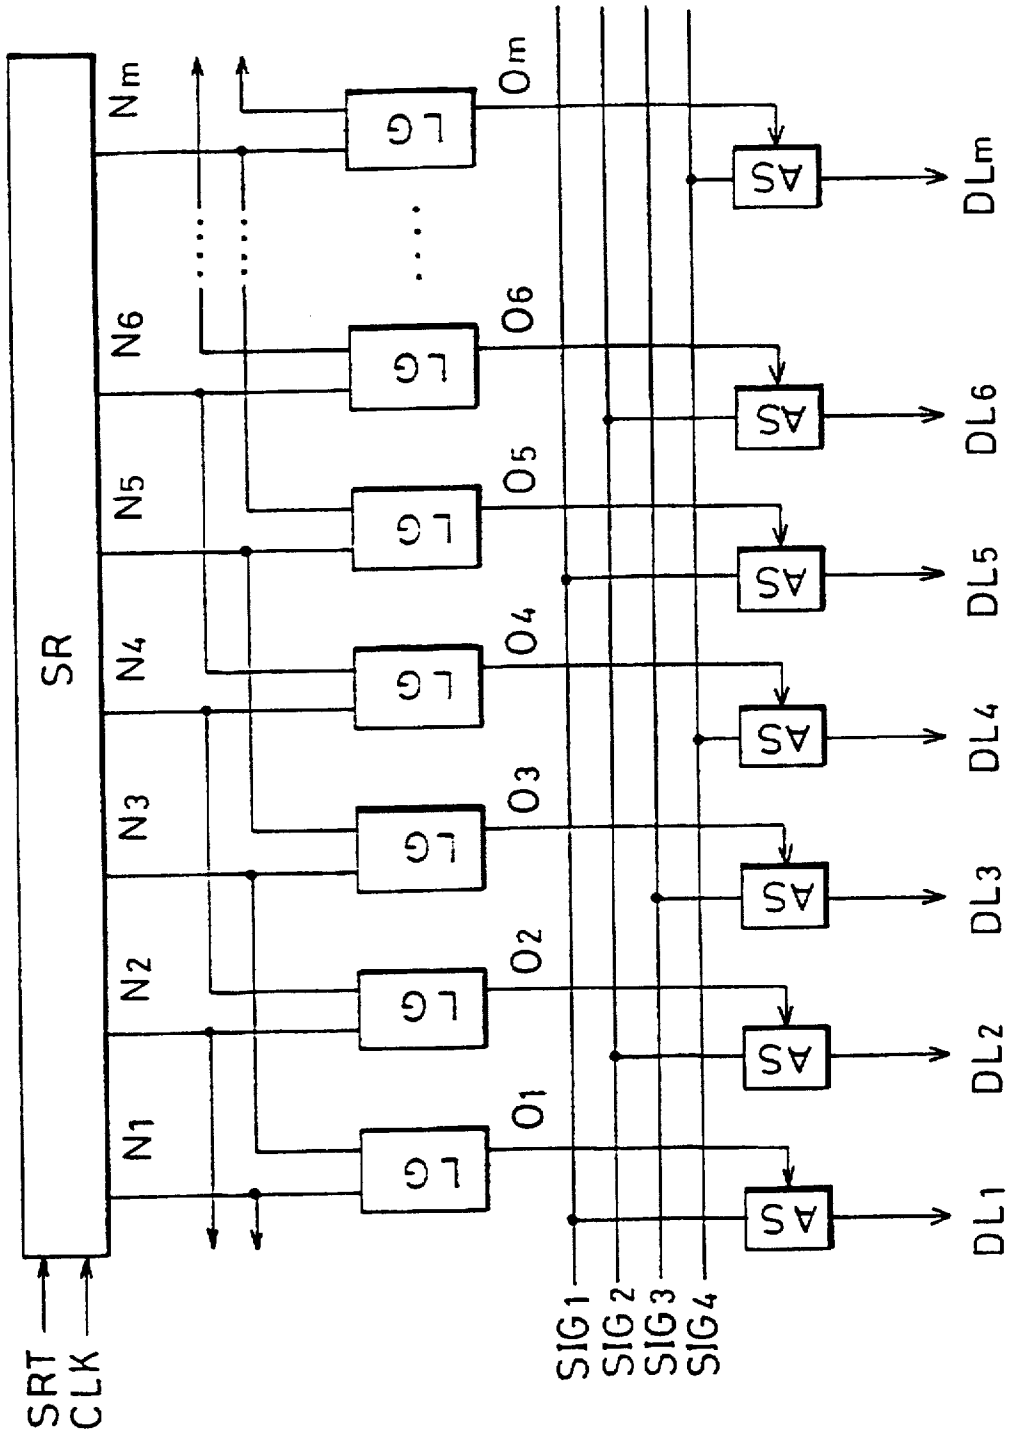 SRT
CLK
SR
N1 N2 N3 N4 N5 N6 Nm
LG LG LG LG LG LG LG
O1 O2 O3 O4 O5 O6 Om
SIG1
SIG2
SIG3
SIG4
AS AS AS AS AS AS AS
DL1 DL2 DL3 DL4 DL5 DL6 DLm